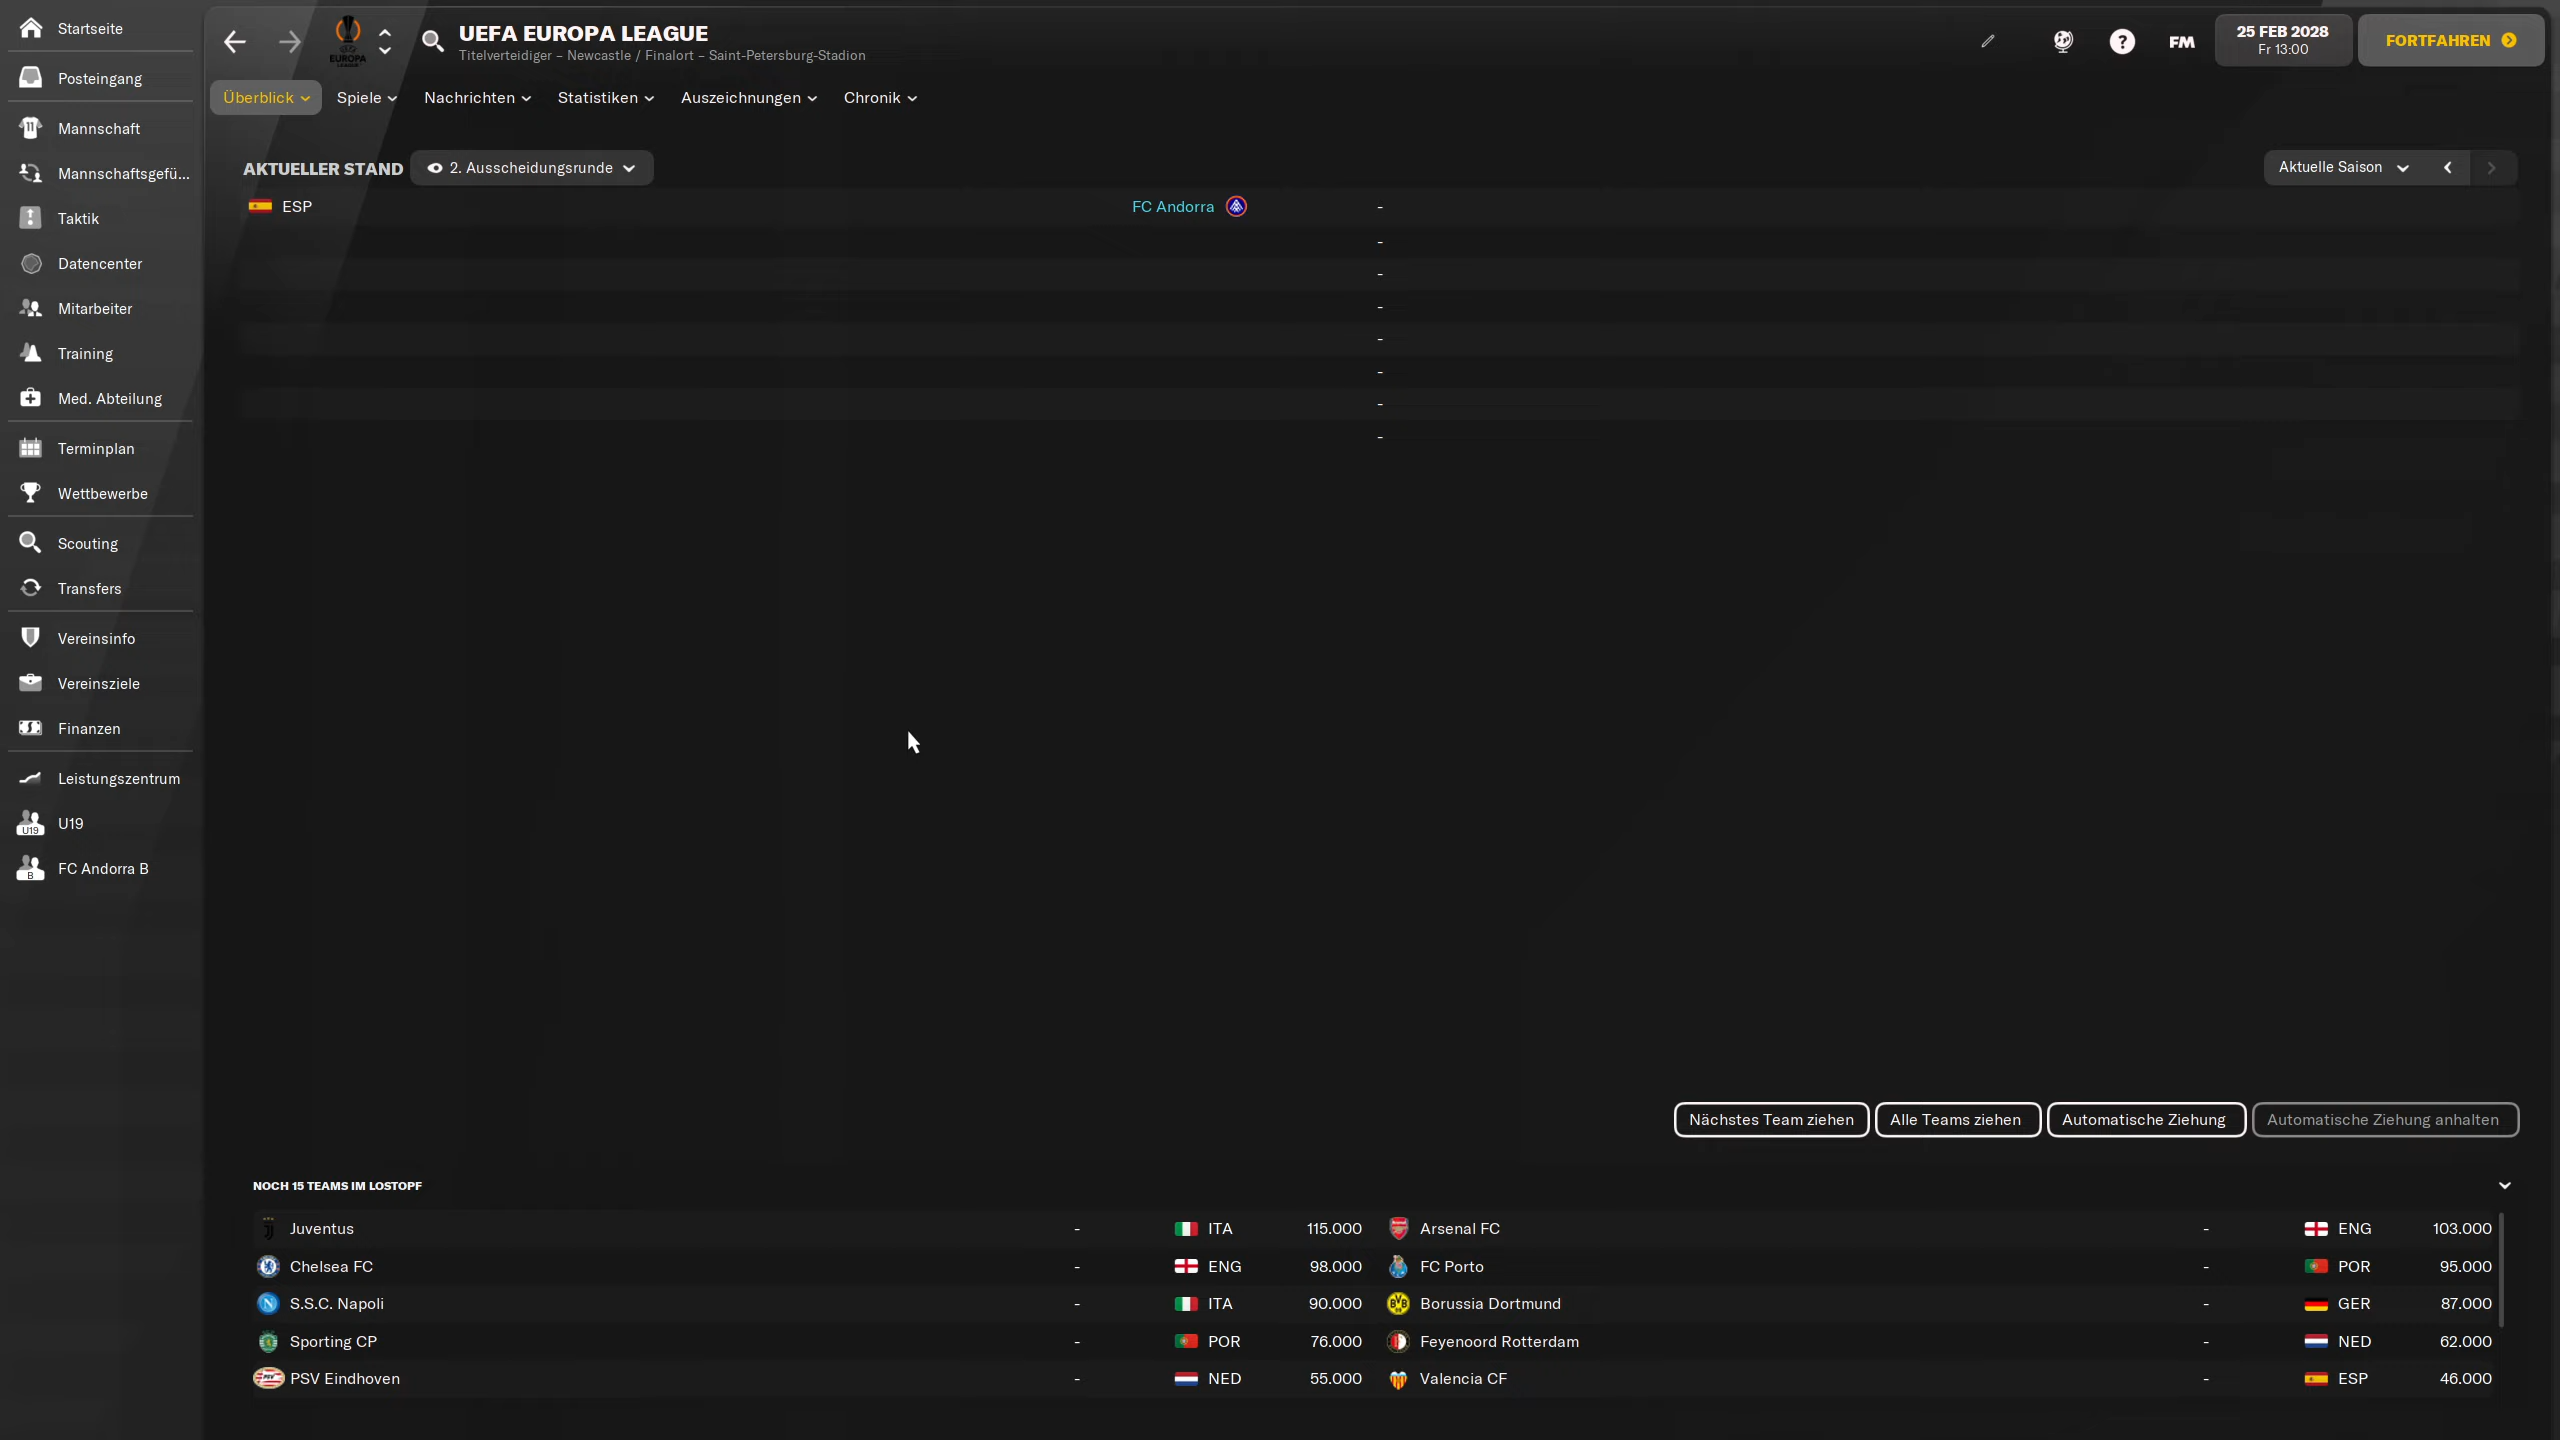 Startseite
Posteingang
Mannschaft
Mannschaftsgefü...
Taktik
Datencenter
Mitarbeiter
Training
Med. Abteilung
Terminplan
Wettbewerbe
Scouting
Transfers
Vereinsinfo
Vereinsziele
Finanzen
Leistungszentrum
U19
U19
B
FC Andorra B
EUROPA
UEFA EUROPA LEAGUE
Titelverteidiger – Newcastle / Finalort – Saint-Petersburg-Stadion
FM
25 FEB 2028
Fr 13:00
FORTFAHREN
Überblick Spiele Nachrichten Statistiken Auszeichnungen Chronik
AKTUELLER STAND 2. Ausscheidungsrunde Aktuelle Saison
ESP FC Andorra -
-
-
-
-
-
-
-
Nächstes Team ziehen Alle Teams ziehen Automatische Ziehung Automatische Ziehung anhalten
NOCH 15 TEAMS IM LOSTOPF
Juventus - ITA 115.000 Arsenal FC - ENG 103.000
Chelsea FC - ENG 98.000 FC Porto - POR 95.000
S.S.C. Napoli - ITA 90.000 Borussia Dortmund - GER 87.000
Sporting CP - POR 76.000 Feyenoord Rotterdam - NED 62.000
PSV Eindhoven - NED 55.000 Valencia CF - ESP 46.000